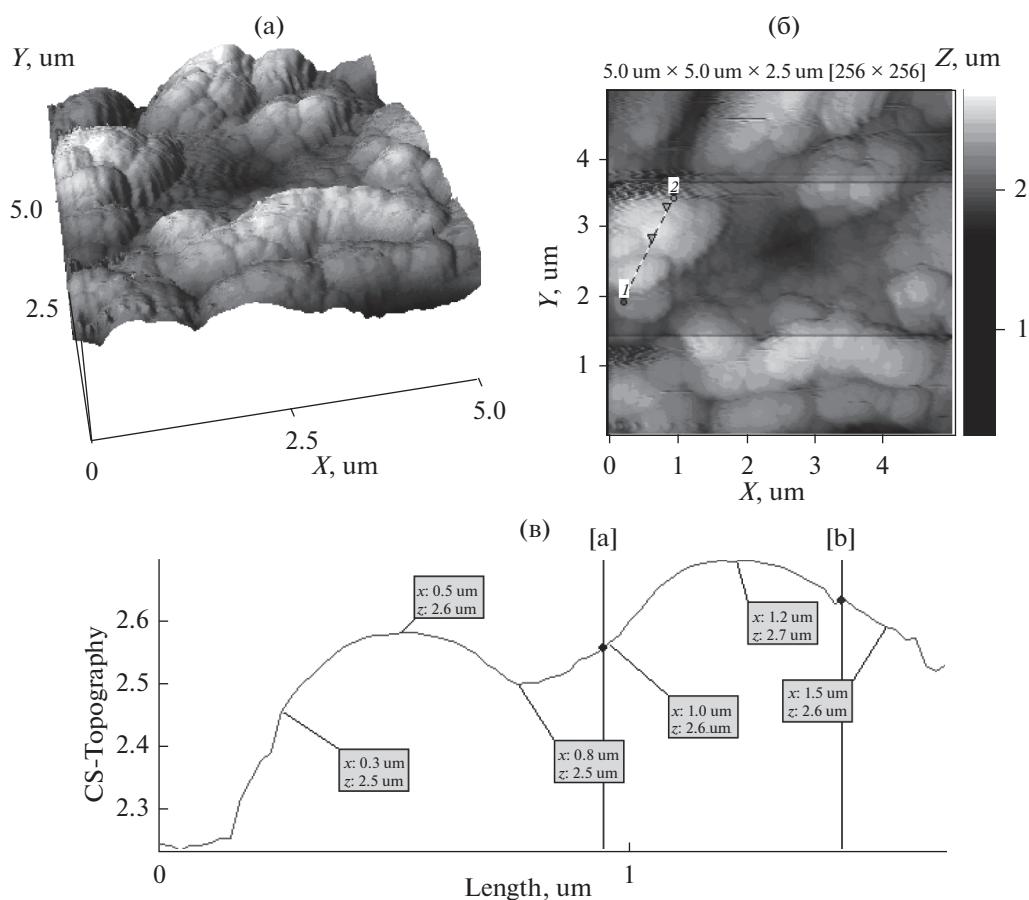 (а)
Y, um
5.0
2.5
0
2.5
5.0
X, um
(б)
5.0 um × 5.0 um × 2.5 um [256 × 256]
Z, um
4
3
2
1
Y, um
2
1
2
1
0 1 2 3 4
X, um
(в)
[a]
[b]
CS-Topography
2.6
2.5
2.4
2.3
x: 0.5 um
z: 2.6 um
x: 0.3 um
z: 2.5 um
x: 0.8 um
z: 2.5 um
x: 1.0 um
z: 2.6 um
x: 1.2 um
z: 2.7 um
x: 1.5 um
z: 2.6 um
0 1
Length, um